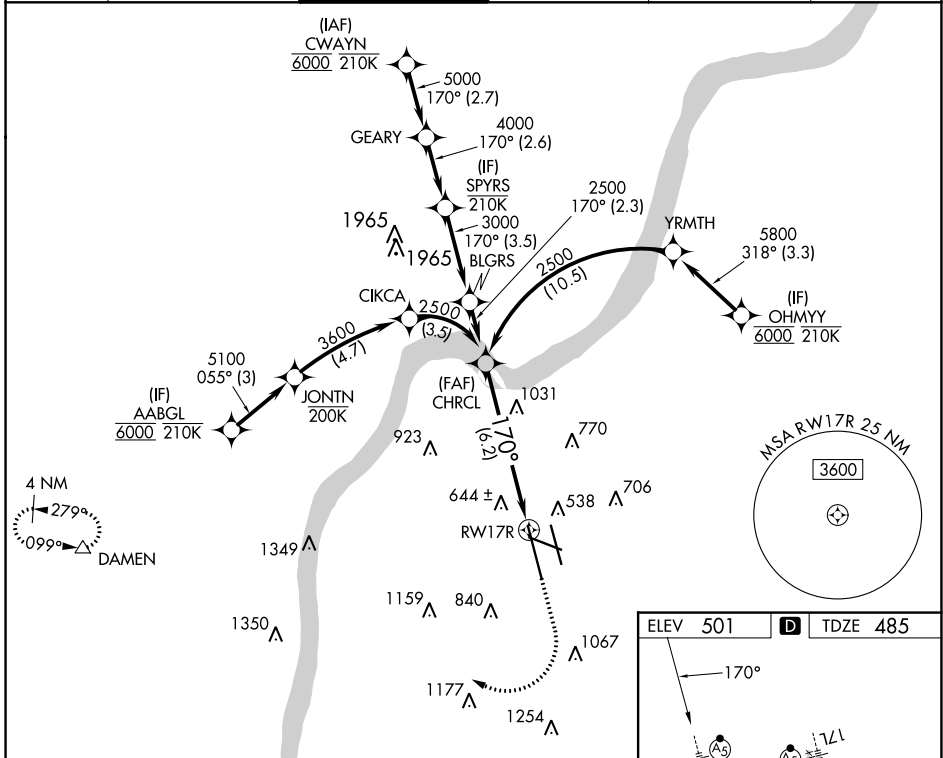 (IAF)
CWAYN
6000 210K
5000
170° (2.7)
GEARY
4000
170° (2.6)
(IF)
SPYRS
210K
2500
170° (2.3)
3000
170° (3.5)
BLGRS
1965
1965
YRMTH
5800
318° (3.3)
2500
(10.5)
(IF)
OHMYY
6000 210K
CIKCA
2500
(3.5)
3600
(4.7)
5100
055° (3)
(IF)
AABGL
6000 210K
JONTN
200K
(FAF)
CHRCL
1031
170°
(6.2)
923
770
MSA RW17R 25 NM
3600
4 NM
279°
099°
DAMEN
644 ±
538
706
RW17R
1349
1159
840
1350
1067
1177
1254
ELEV 501
D
TDZE 485
170°
17L
A5